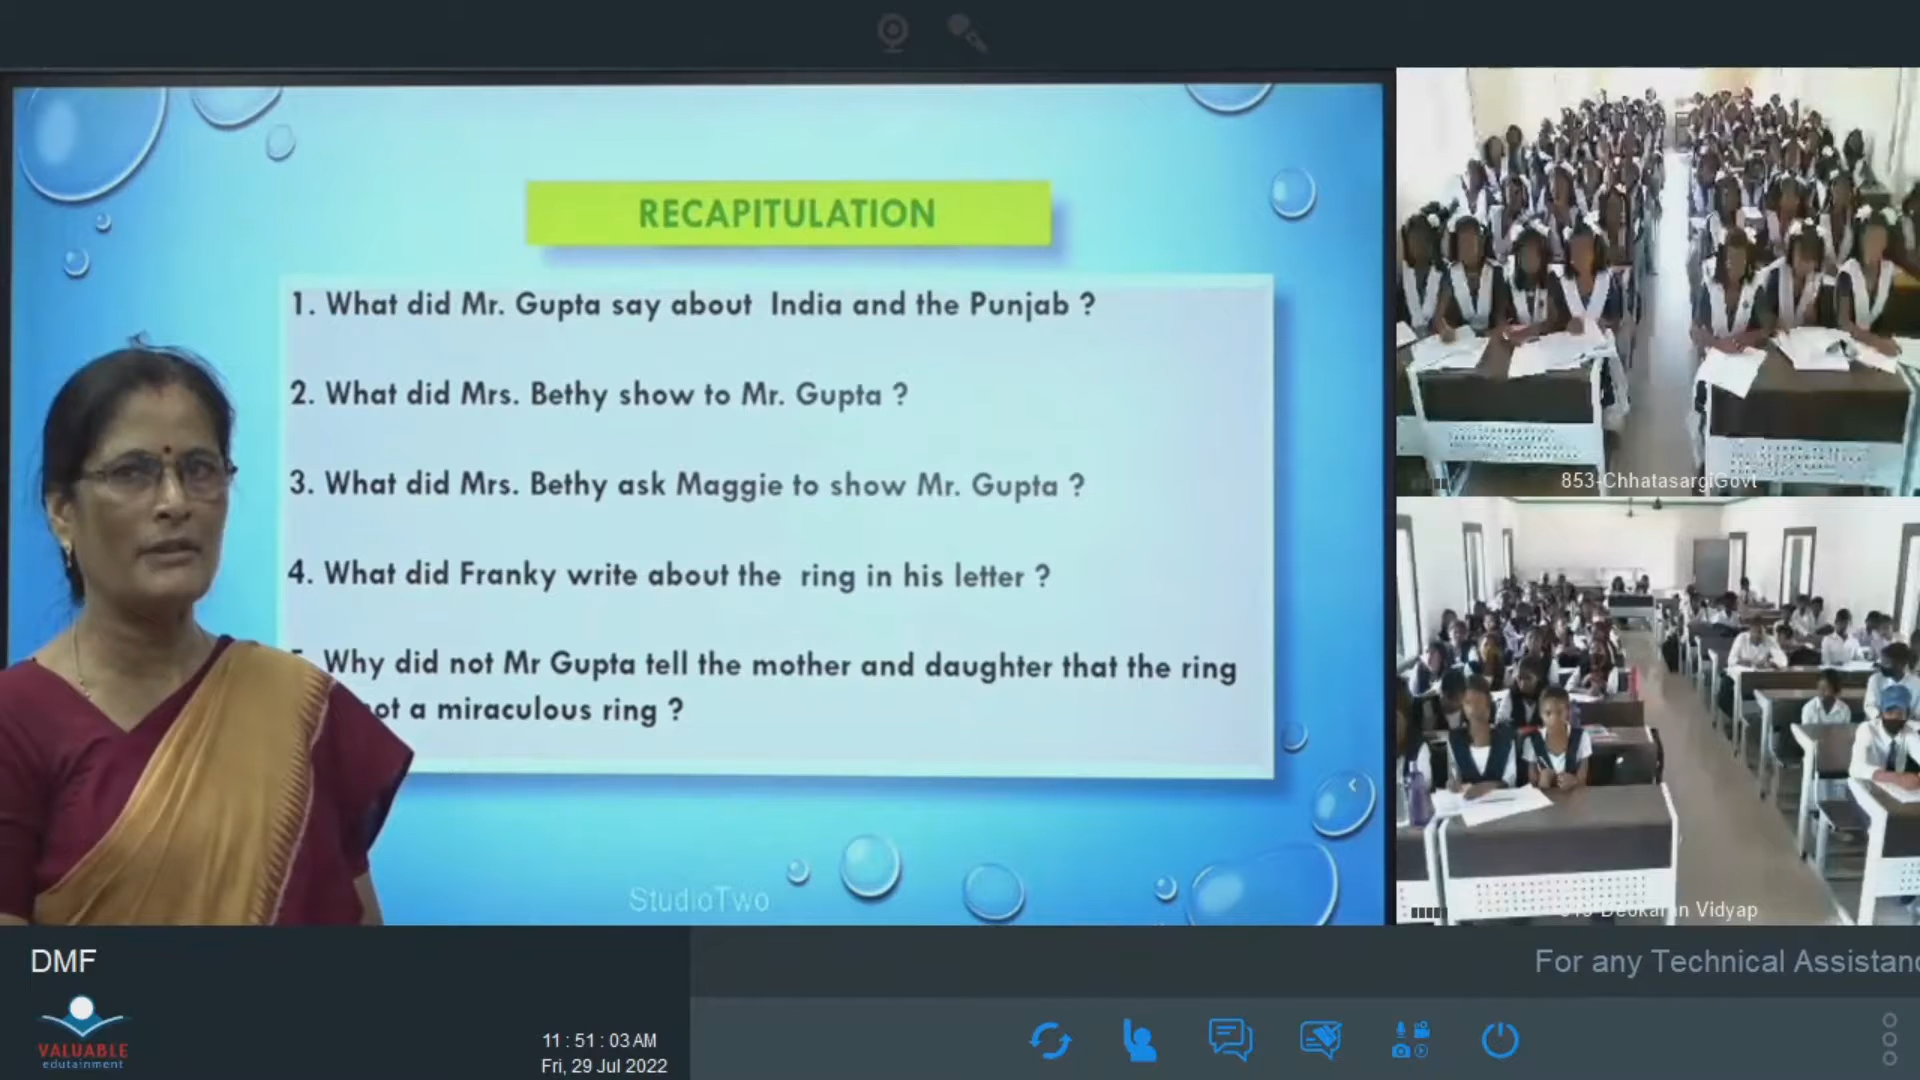 RECAPITULATION
1. What did Mr. Gupta say about India and the Punjab ?
2. What did Mrs. Bethy show to Mr. Gupta ?
3. What did Mrs. Bethy ask Maggie to show Mr. Gupta ?
4. What did Franky write about the ring in his letter ?
Why did not Mr Gupta tell the mother and daughter that the ring
a miraculous ring ?
StudioTwo
853-ChhatasargiGovt
Deokaran Vidyap
DMF
For any Technical
VALUABLE
edutainment
11 : 51 : 03 AM
Fri, 29 Jul 2022